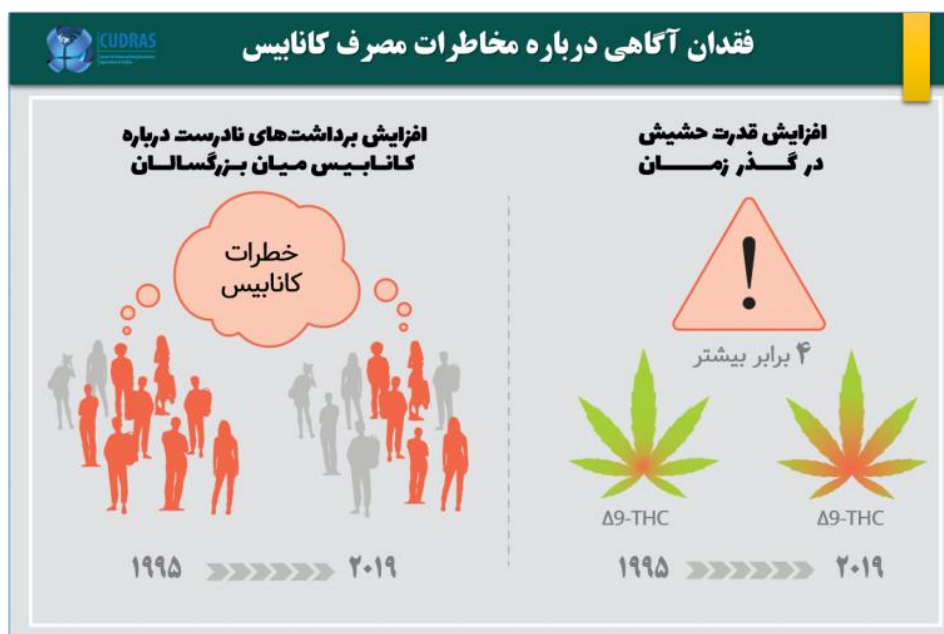 فقدان آگاهی درباره مخاطرات مصرف کانابیس
CUDRAS
افزایش قدرت حشیش
در گذر زمان
۴ برابر بیشتر
Δ9-THC
Δ9-THC
۱۹۹۵
۲۰۱۹
افزایش برداشت‌های نادرست درباره
کانابیس میان بزرگسالان
خطرات
کانابیس
۱۹۹۵
۲۰۱۹